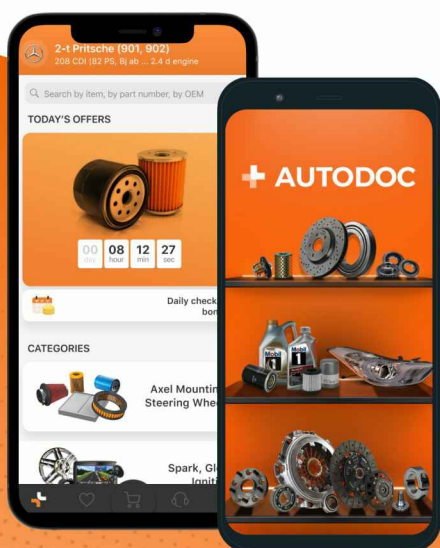 2-t Pritsche (901, 902)
208 CDI (82 PS, Bj ab ... 2.4 d engine
Search by item, by part number, by OEM
TODAY'S OFFERS
00 08 12 27
day hour min sec
Daily check
bon
CATEGORIES
Axel Mountin
Steering Whe
Spark, Gl
Igniti
AUTODOC
Mobil
1
Mobil
1